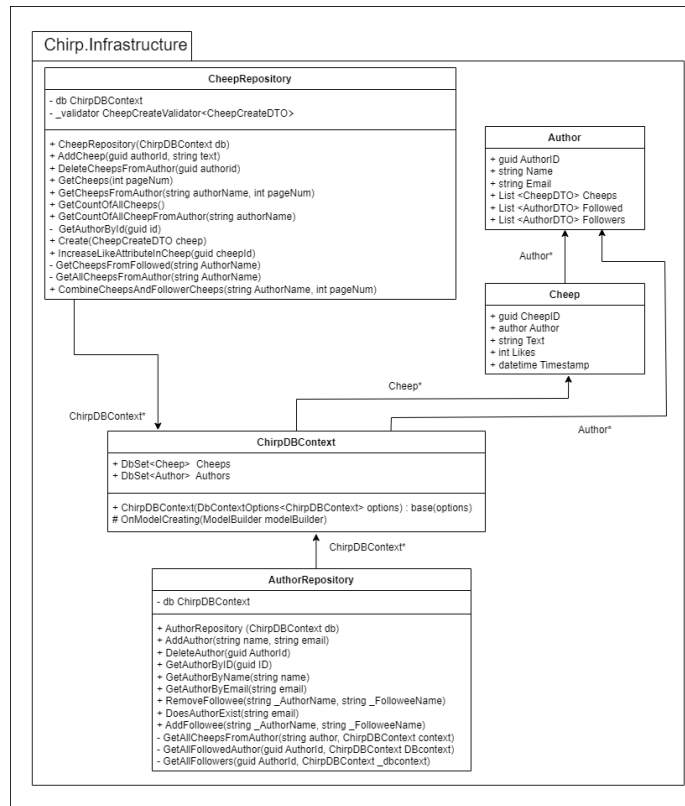 Chirp.Infrastructure
CheepRepository
- db ChirpDBContext
- _validator CheepCreateValidator<CheepCreateDTO>
+ CheepRepository(ChirpDBContext db)
+ AddCheep(guid authorId, string text)
+ DeleteCheepsFromAuthor(guid authorid)
+ GetCheeps(int pageNum)
+ GetCheepsFromAuthor(string authorName, int pageNum)
+ GetCountOfAllCheeps()
+ GetCountOfAllCheepFromAuthor(string authorName)
- GetAuthorById(guid id)
+ Create(CheepCreateDTO cheep)
+ IncreaseLikeAttributeInCheep(guid cheepId)
- GetCheepsFromFollowed(string AuthorName)
- GetAllCheepsFromAuthor(string AuthorName)
+ CombineCheepsAndFollowerCheeps(string AuthorName, int pageNum)
Author
+ guid AuthorID
+ string Name
+ string Email
+ List <CheepDTO> Cheeps
+ List <AuthorDTO> Followed
+ List <AuthorDTO> Followers
Author*
Cheep
+ guid CheepID
+ author Author
+ string Text
+ int Likes
+ datetime Timestamp
Cheep*
ChirpDBContext*
Author*
ChirpDBContext
+ DbSet<Cheep> Cheeps
+ DbSet<Author> Authors
+ ChirpDBContext(DbContextOptions<ChirpDBContext> options) : base(options)
# OnModelCreating(ModelBuilder modelBuilder)
ChirpDBContext*
AuthorRepository
- db ChirpDBContext
+ AuthorRepository (ChirpDBContext db)
+ AddAuthor(string name, string email)
+ DeleteAuthor(guid AuthorId)
+ GetAuthorByID(guid ID)
+ GetAuthorByName(string name)
+ GetAuthorByEmail(string email)
+ RemoveFollowee(string _AuthorName, string _FolloweeName)
+ DoesAuthorExist(string email)
+ AddFollowee(string _AuthorName, string _FolloweeName)
- GetAllCheepsFromAuthor(string author, ChirpDBContext context)
- GetAllFollowedAuthor(guid AuthorId, ChirpDBContext DBcontext)
- GetAllFollowers(guid AuthorId, ChirpDBContext _dbcontext)